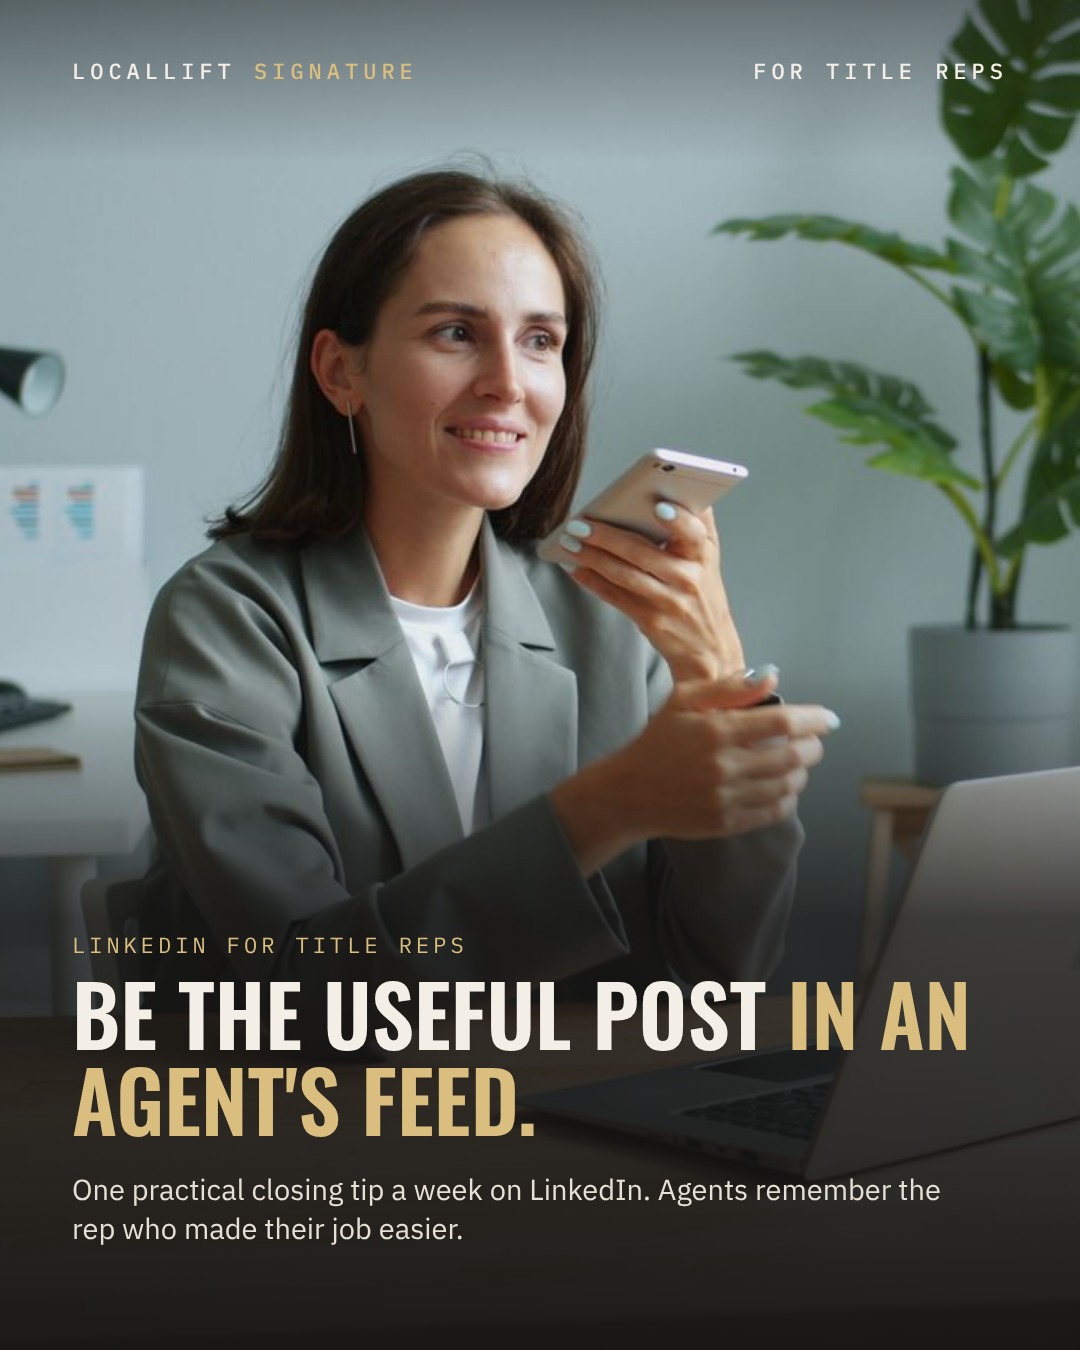 LOCALLIFT SIGNATURE
FOR TITLE REPS
LINKEDIN FOR TITLE REPS
BE THE USEFUL POST IN AN
AGENT'S FEED.
One practical closing tip a week on LinkedIn. Agents remember the
rep who made their job easier.